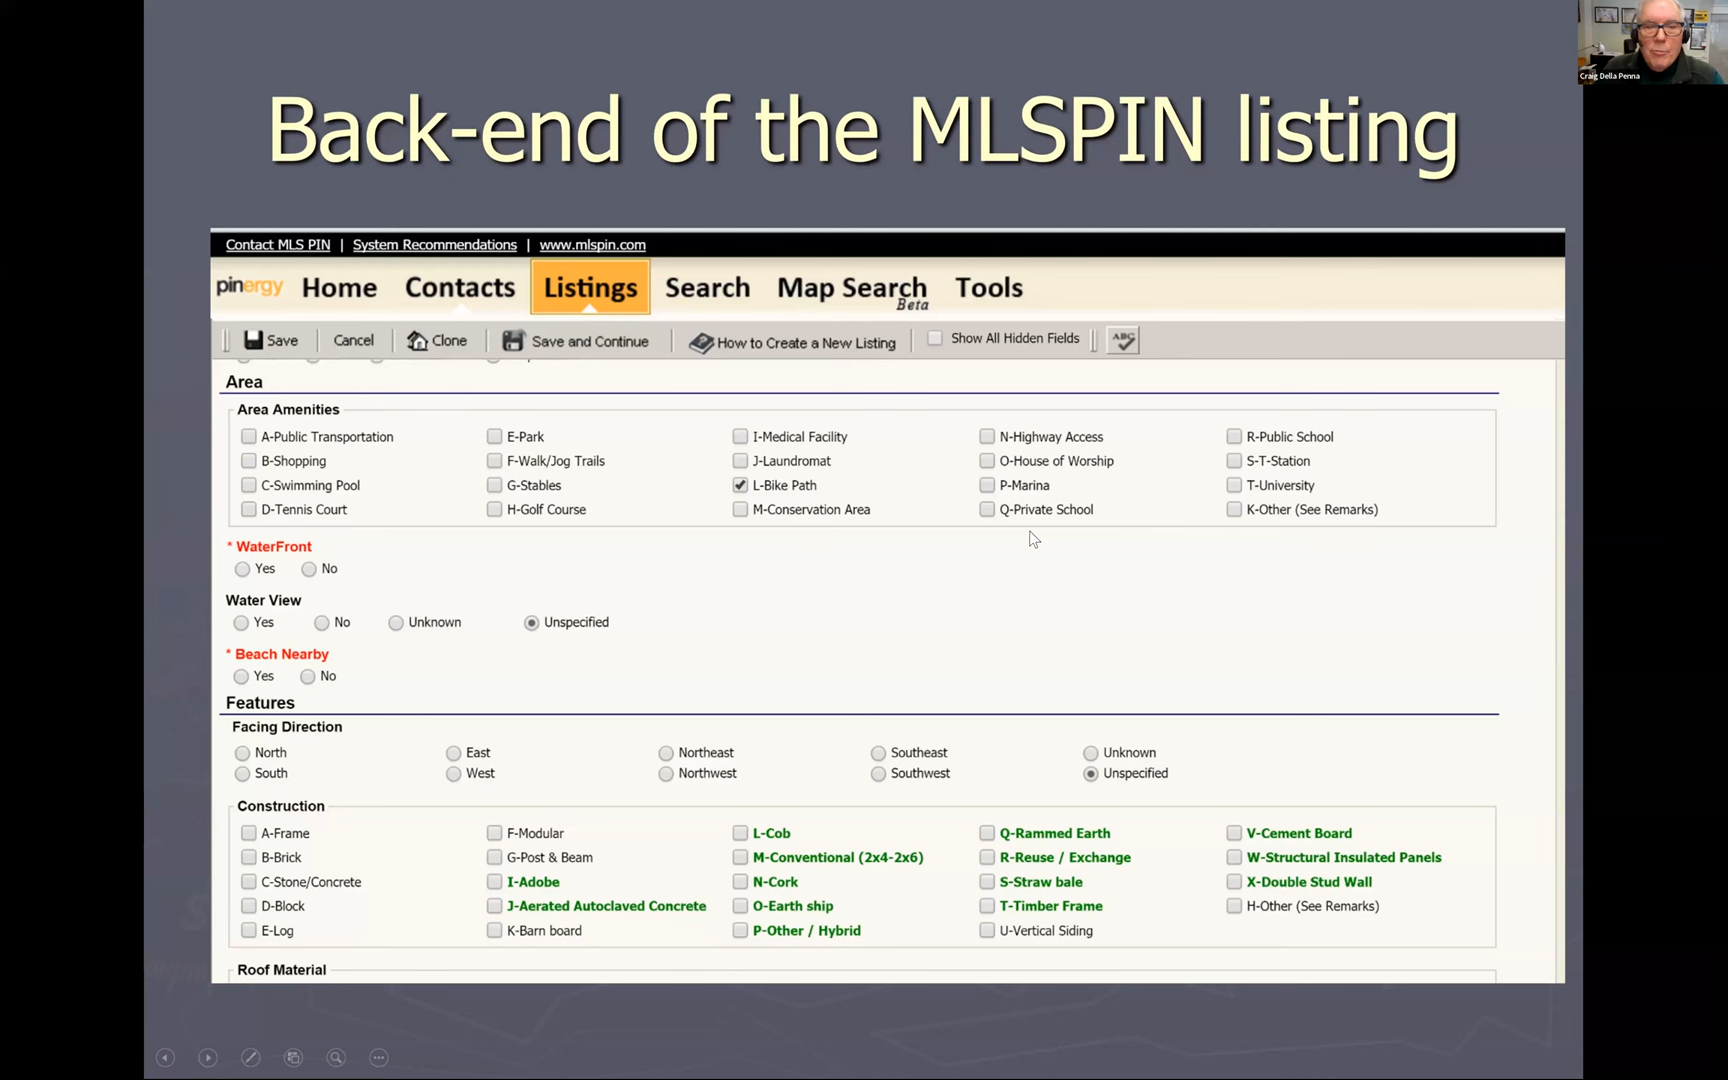 Craig Della Penna
Back-end of the MLSPIN listing
Contact MLS PIN | System Recommendations | www.mlspin.com
pinergy Home Contacts Listings Search Map Search Beta Tools
Save Cancel Clone Save and Continue How to Create a New Listing Show All Hidden Fields ABC
Area
Area Amenities
A-Public Transportation E-Park I-Medical Facility N-Highway Access R-Public School
B-Shopping F-Walk/Jog Trails J-Laundromat O-House of Worship S-T-Station
C-Swimming Pool G-Stables L-Bike Path P-Marina T-University
D-Tennis Court H-Golf Course M-Conservation Area Q-Private School K-Other (See Remarks)
* WaterFront
Yes No
Water View
Yes No Unknown Unspecified
* Beach Nearby
Yes No
Features
Facing Direction
North East Northeast Southeast Unknown
South West Northwest Southwest Unspecified
Construction
A-Frame F-Modular L-Cob Q-Rammed Earth V-Cement Board
B-Brick G-Post & Beam M-Conventional (2x4-2x6) R-Reuse / Exchange W-Structural Insulated Panels
C-Stone/Concrete I-Adobe N-Cork S-Straw bale X-Double Stud Wall
D-Block J-Aerated Autoclaved Concrete O-Earth ship T-Timber Frame H-Other (See Remarks)
E-Log K-Barn board P-Other / Hybrid U-Vertical Siding
Roof Material